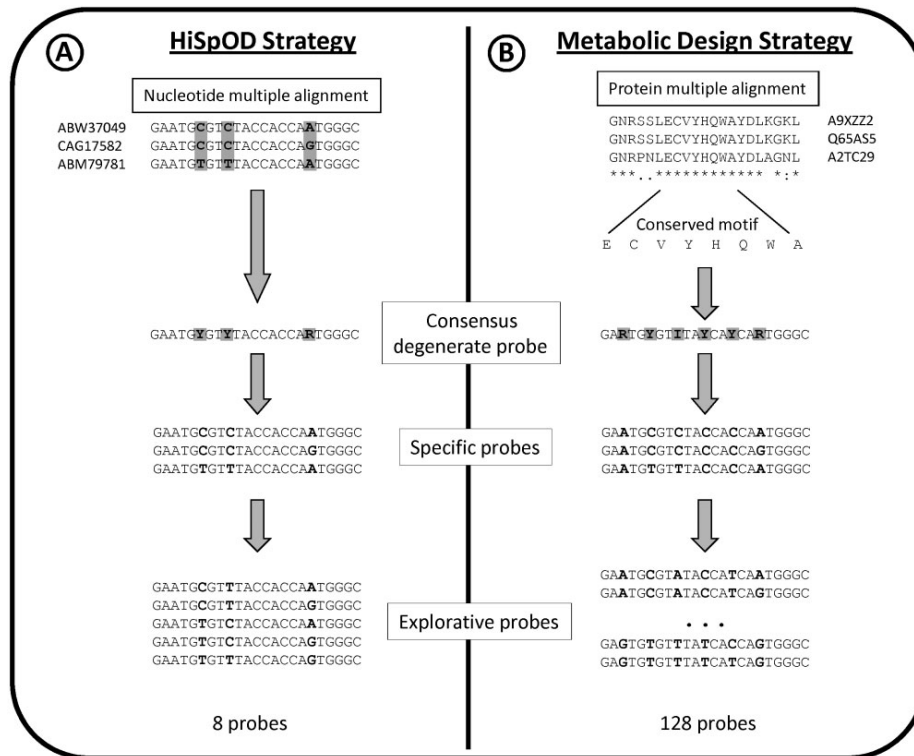 A
HiSpOD Strategy
Nucleotide multiple alignment
ABW37049 GAATGCGTCTACCACCAATGGGC
CAG17582 GAATGCGTCTACCACCAGTGGGC
ABM79781 GAATGTGTTTACCACCAATGGGC
GAATGYGTYTACCACCARTGGGC
GAATGCGTCTACCACCAATGGGC
GAATGCGTCTACCACCAGTGGGC
GAATGTGTTTACCACCAATGGGC
GAATGCGTTTACCACCAATGGGC
GAATGCGTTTACCACCAGTGGGC
GAATGTGTCTACCACCAATGGGC
GAATGTGTCTACCACCAGTGGGC
GAATGTGTTTACCACCAGTGGGC
8 probes
Consensus
degenerate probe
Specific probes
Explorative probes
B
Metabolic Design Strategy
Protein multiple alignment
GNRSSLECVYHQWAYDLKGKL A9XZZ2
GNRSSLECVYHQWAYDLKGKL Q65AS5
GNRPNLECVYHQWAYDLAGNL A2TC29
***..************ *:*
Conserved motif
E C V Y H Q W A
GARTGYGTITAYCAYCARTGGGC
GAATGCGTCTACCACCAATGGGC
GAATGCGTCTACCACCAGTGGGC
GAATGTGTTTACCACCAATGGGC
GAATGCGTATACCATCAATGGGC
GAATGCGTATACCATCAGTGGGC
• • •
GAGTGTGTTTATCACCAGTGGGC
GAGTGTGTTTATCATCAGTGGGC
128 probes